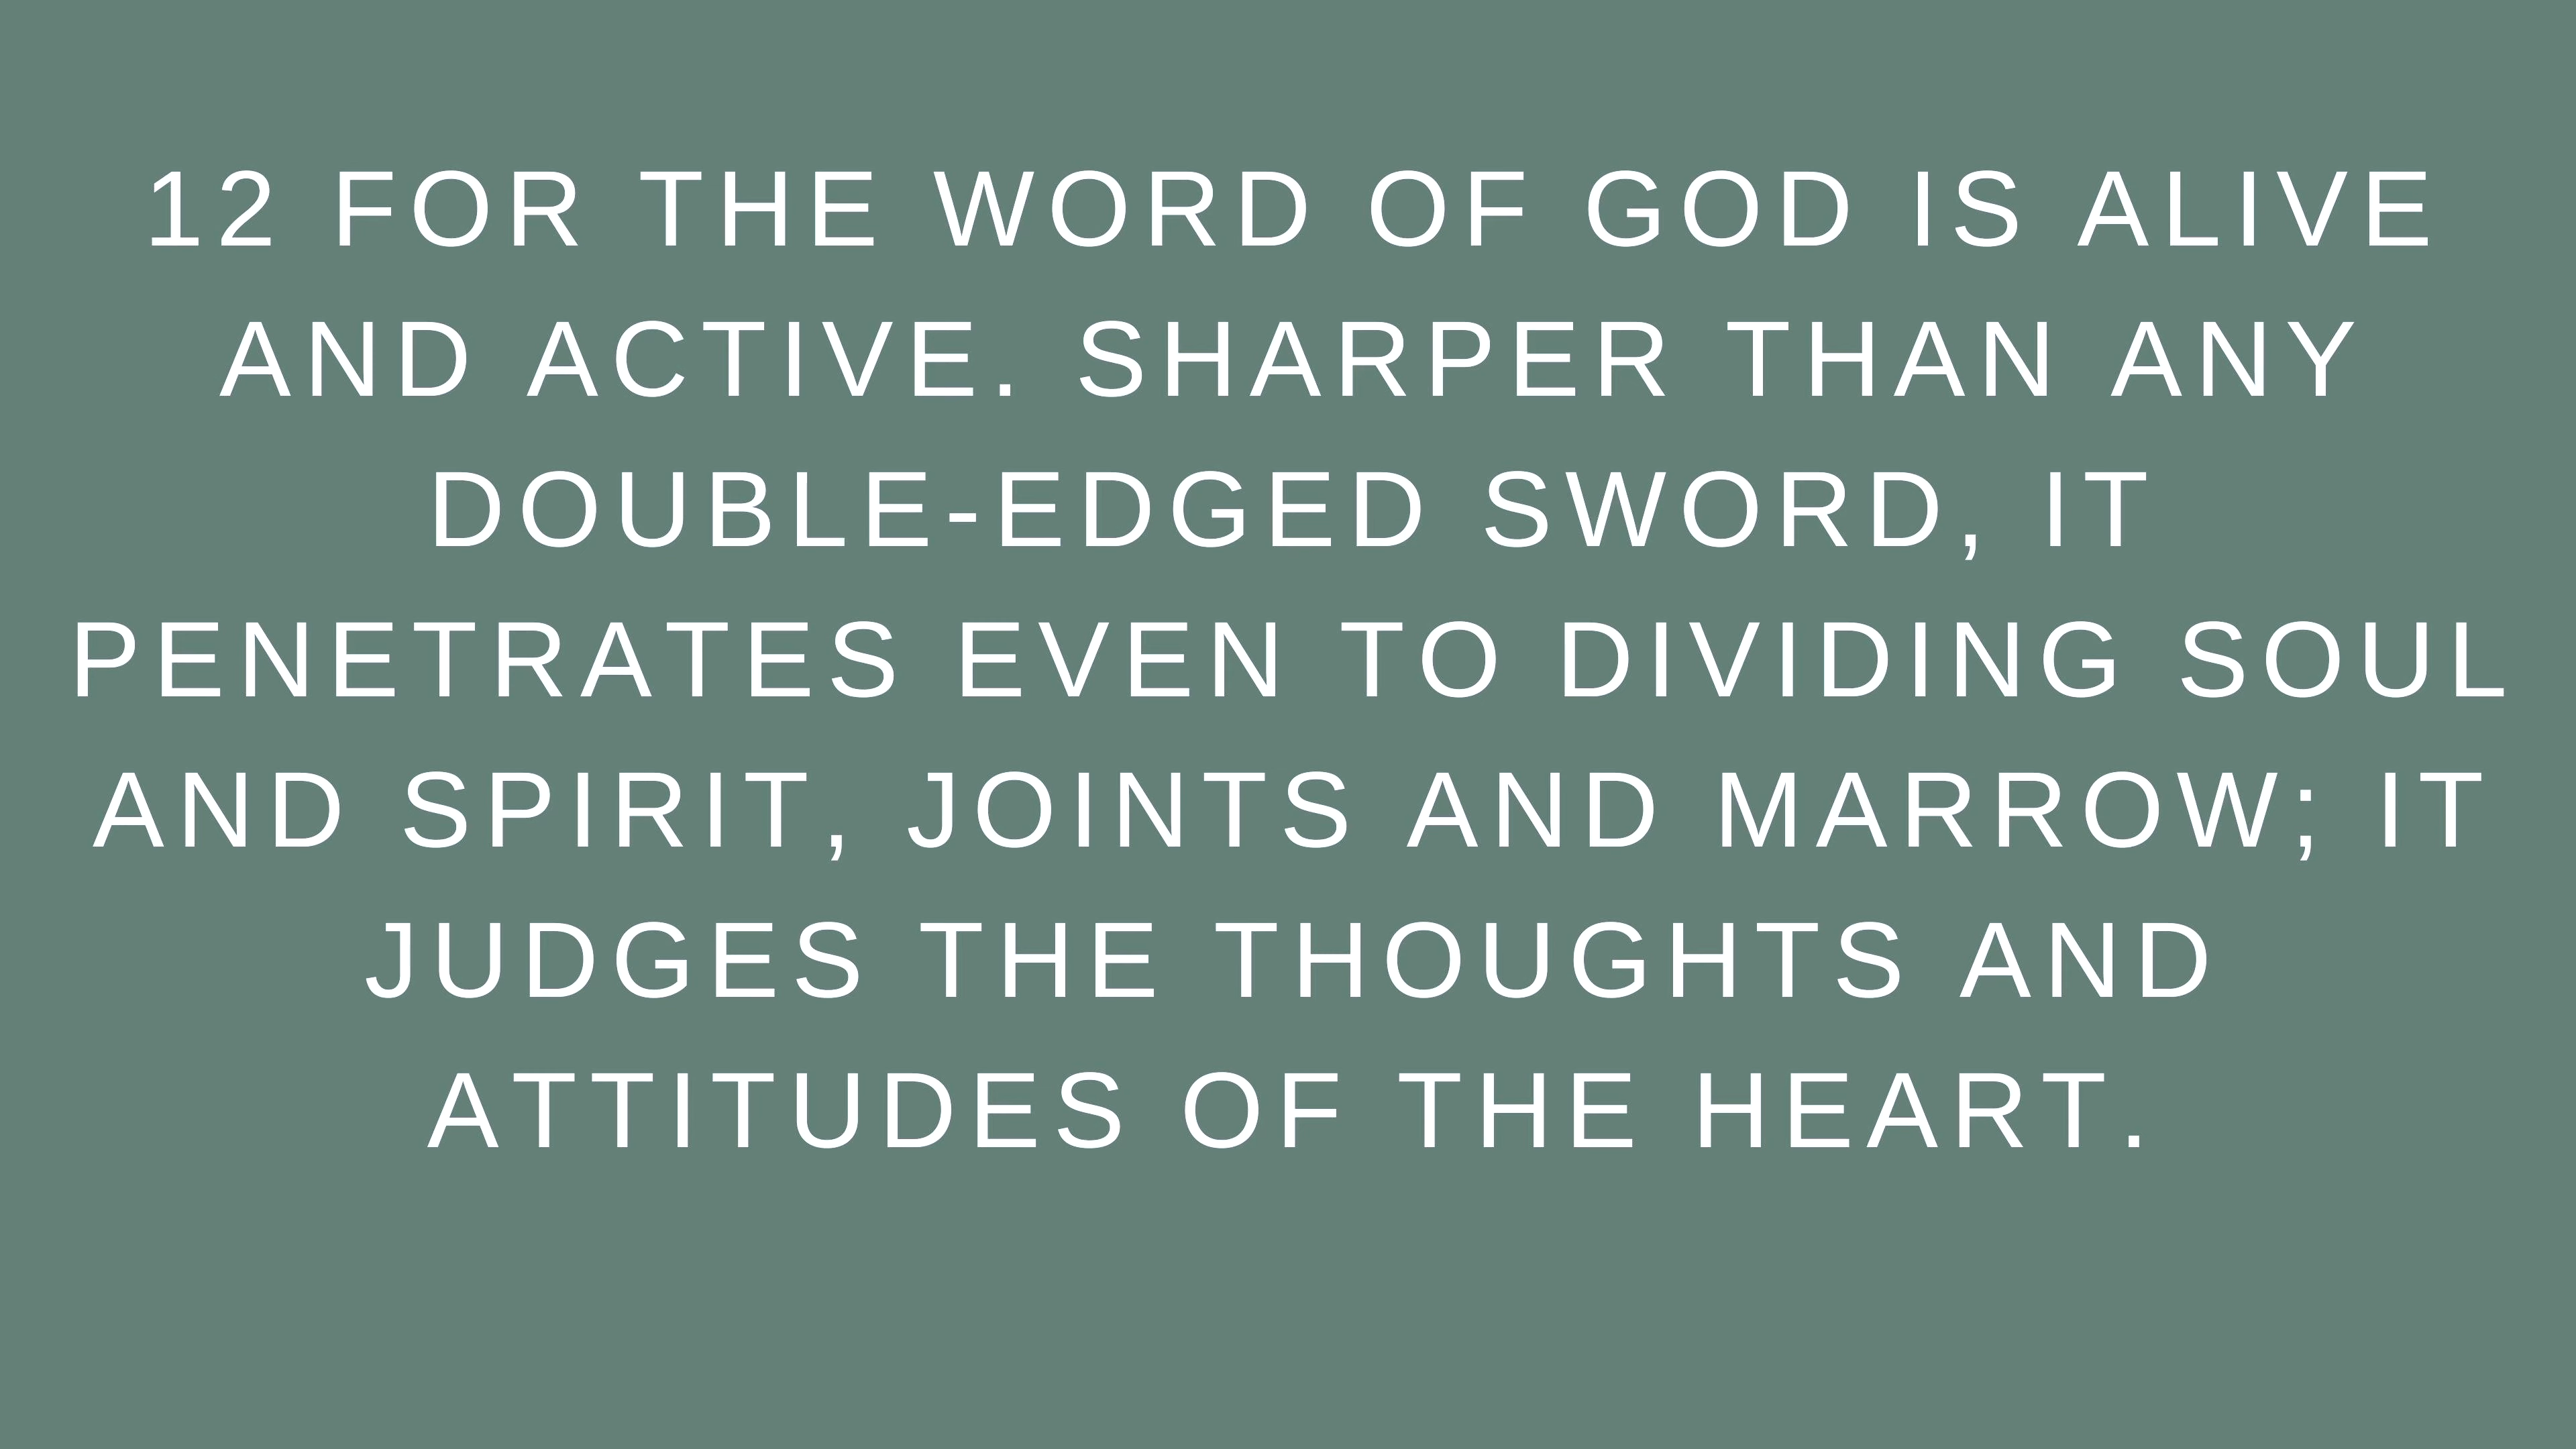 12 FOR THE WORD OF GOD IS ALIVE
AND ACTIVE. SHARPER THAN ANY
DOUBLE-EDGED SWORD, IT
PENETRATES EVEN TO DIVIDING SOUL
AND SPIRIT, JOINTS AND MARROW; IT
JUDGES THE THOUGHTS AND
ATTITUDES OF THE HEART.